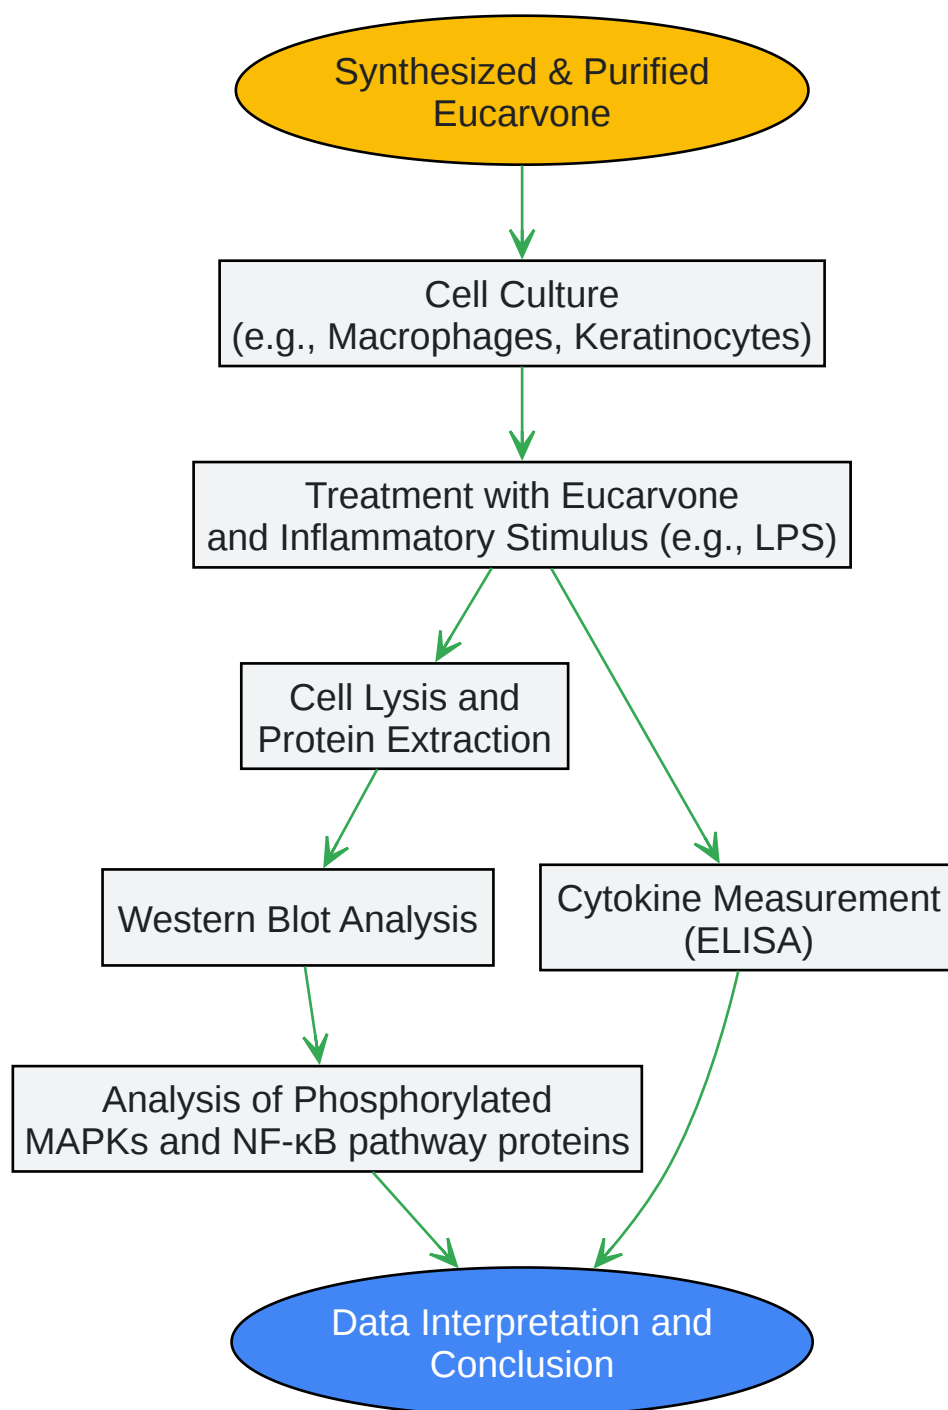 Synthesized & Purified
Eucarvone
Cell Culture
(e.g., Macrophages, Keratinocytes)
Treatment with Eucarvone
and Inflammatory Stimulus (e.g., LPS)
Cell Lysis and
Protein Extraction
Western Blot Analysis
Cytokine Measurement
(ELISA)
Analysis of Phosphorylated
MAPKs and NF-κB pathway proteins
Data Interpretation and
Conclusion